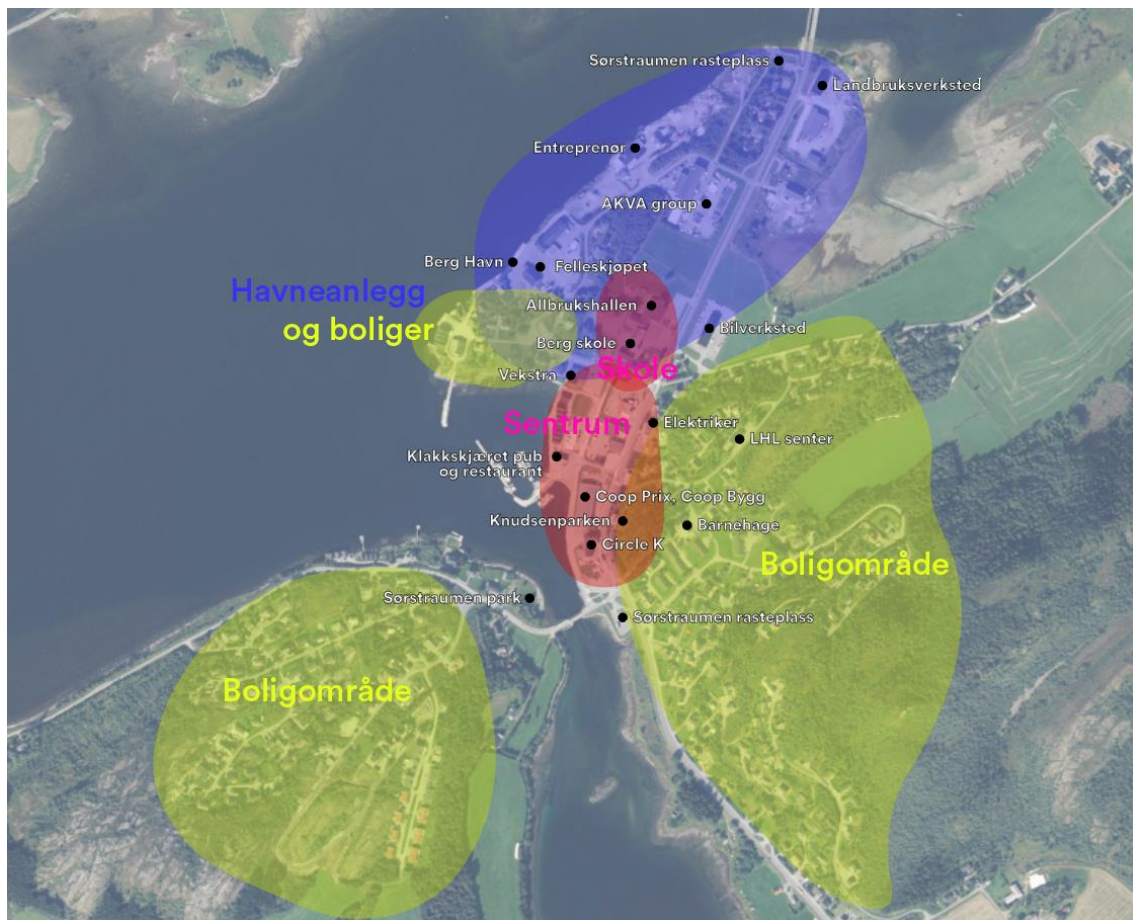 Sørstraumen rasteplass
Landbruksverksted
Entreprenør
AKVA group
Berg Havn
Felleskjøpet
Havneanlegg
og boliger
Allbrukshallen
Bilverksted
Berg skole
Skole
Vekstra
Sentrum
Elektriker
LHL senter
Klakkskjæret pub
og restaurant
Coop Prix, Coop Bygg
Knudsenparken
Barnehage
Circle K
Boligområde
Sørstraumen park
Sørstraumen rasteplass
Boligområde